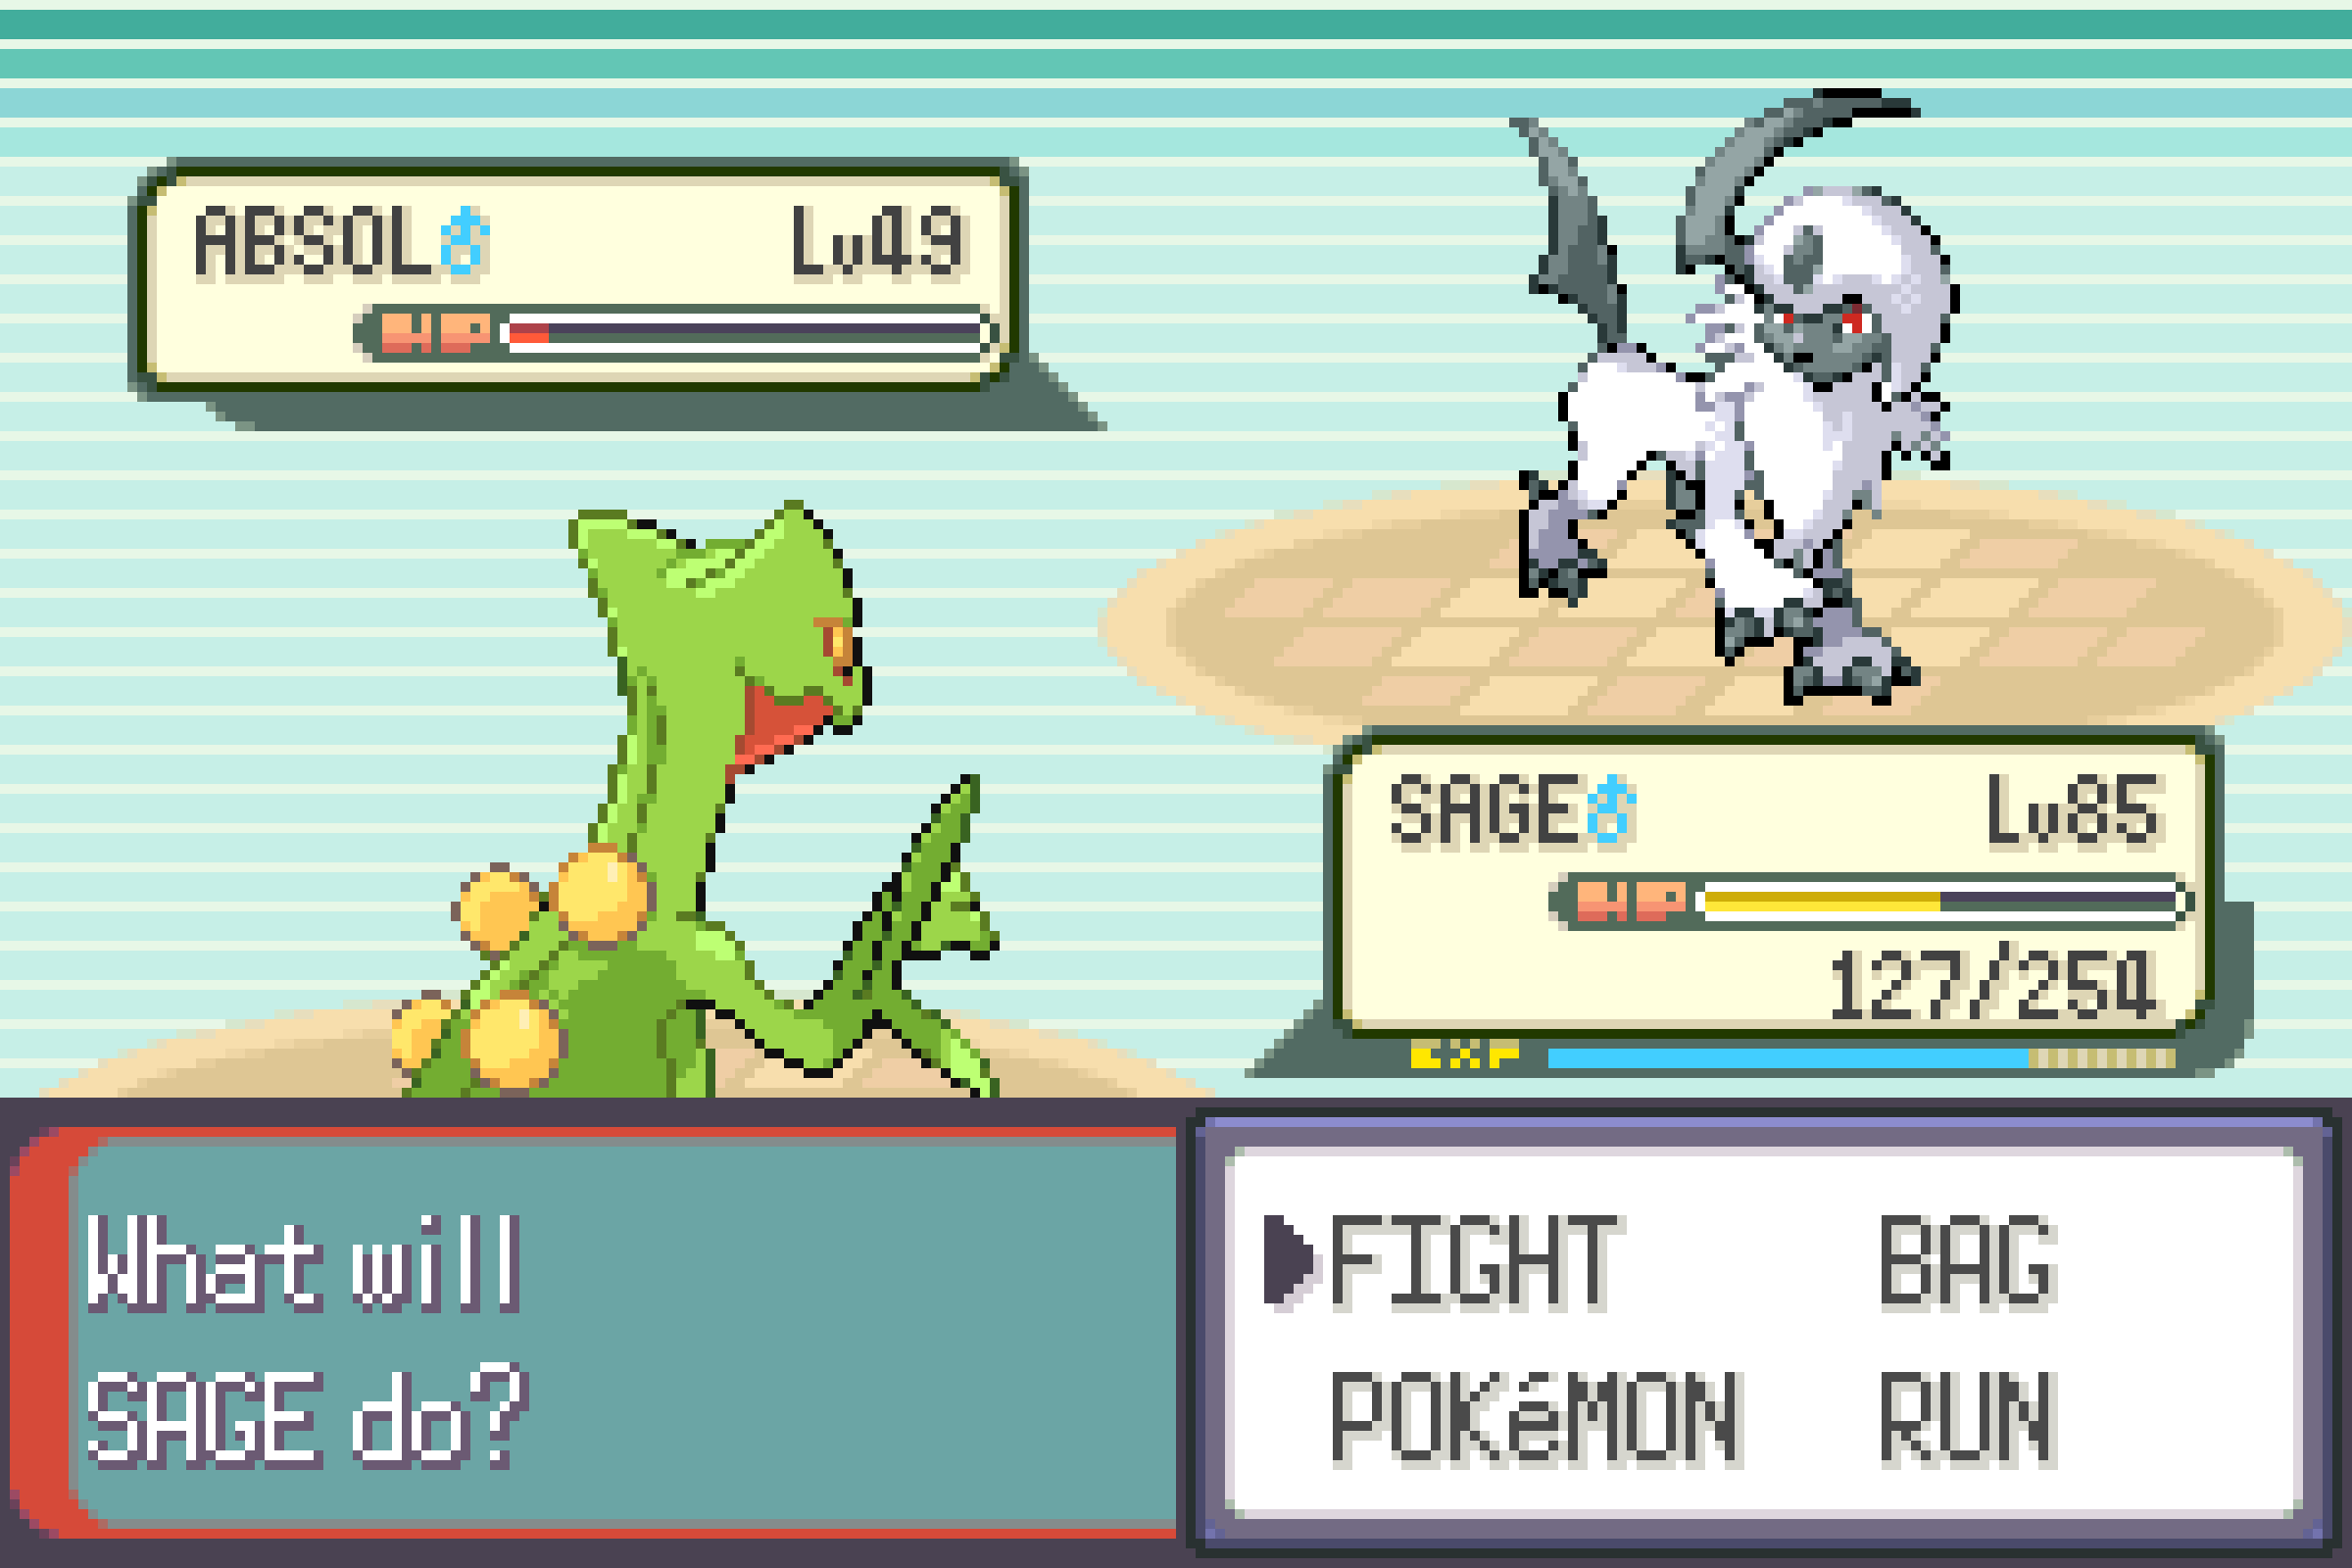 ABSOL♂ Lv49
HP
SAGE♂ Lv85
HP
127/254
EXP
What will
SAGE do?
FIGHT BAG
POKéMON RUN